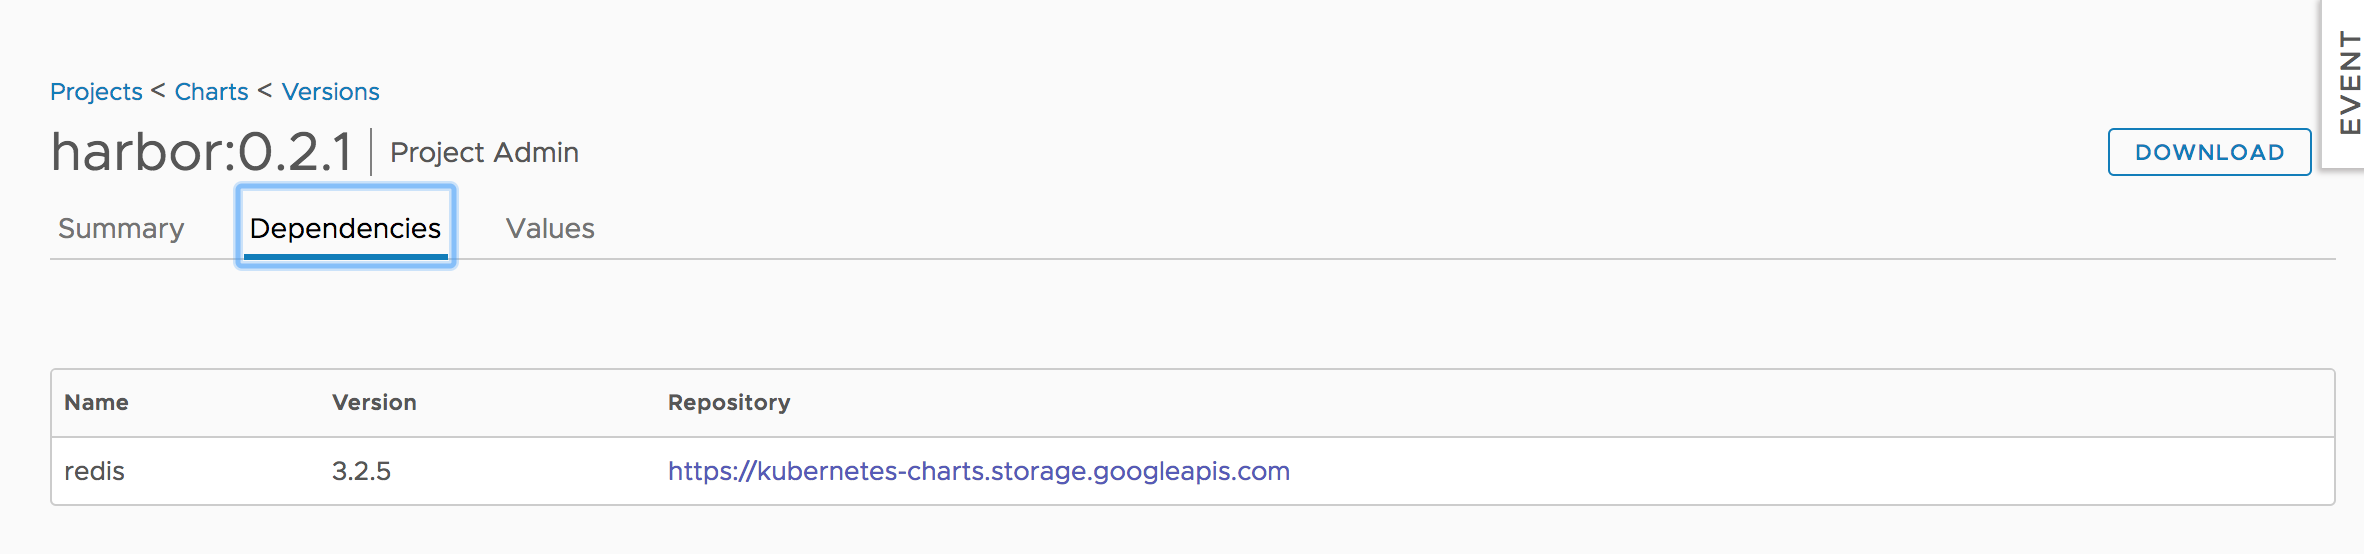 Projects < Charts < Versions
harbor:0.2.1 | Project Admin
DOWNLOAD
EVENT
Summary Dependencies Values
Name Version Repository
redis 3.2.5 https://kubernetes-charts.storage.googleapis.com